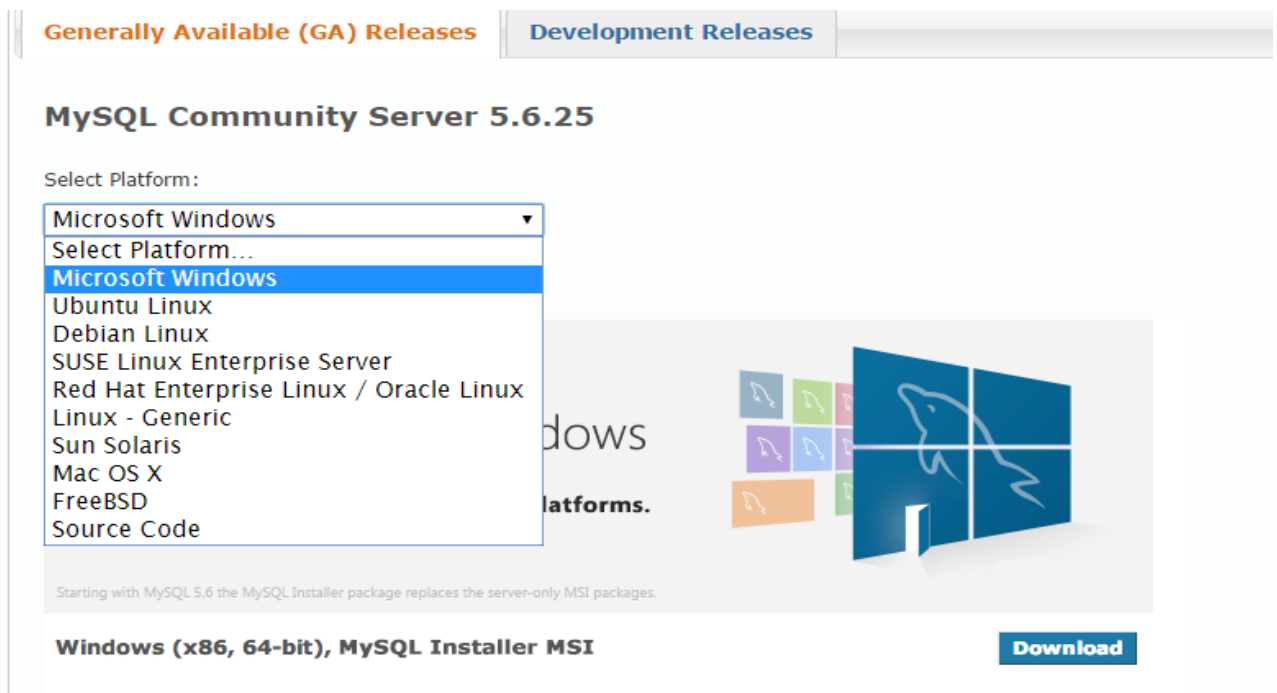 Generally Available (GA) Releases
Development Releases
MySQL Community Server 5.6.25
Select Platform:
Microsoft Windows
Select Platform...
Microsoft Windows
Ubuntu Linux
Debian Linux
SUSE Linux Enterprise Server
Red Hat Enterprise Linux / Oracle Linux
Linux - Generic
Sun Solaris
Mac OS X
FreeBSD
Source Code
dows
latforms.
Starting with MySQL 5.6 the MySQL Installer package replaces the server-only MSI packages.
Windows (x86, 64-bit), MySQL Installer MSI
Download